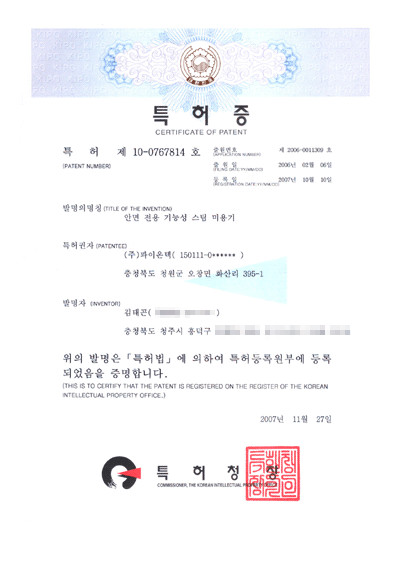 특 허 증
CERTIFICATE OF PATENT
특 허 제 10-0767814 호
(PATENT NUMBER)
출원번호 제 2006-0011309 호
(APPLICATION NUMBER)
출 원 일 2006년 02월 06일
(FILING DATE:YY/MM/DD)
등 록 일 2007년 10월 10일
(REGISTRATION DATE:YY/MM/DD)
발명의명칭 (TITLE OF THE INVENTION)
안면 전용 기능성 스팀 미용기
특허권자 (PATENTEE)
(주)파이온텍( 150111-0****** )
충청북도 청원군 오창면 화산리 395-1
발명자 (INVENTOR)
김태곤(
충청북도 청주시 흥덕구
위의 발명은 「특허법」에 의하여 특허등록원부에 등록
되었음을 증명합니다.
(THIS IS TO CERTIFY THAT THE PATENT IS REGISTERED ON THE REGISTER OF THE KOREAN
INTELLECTUAL PROPERTY OFFICE.)
2007년 11월 27일
특 허 청 장
COMMISSIONER, THE KOREAN INTELLECTUAL PROPERTY OFFICE